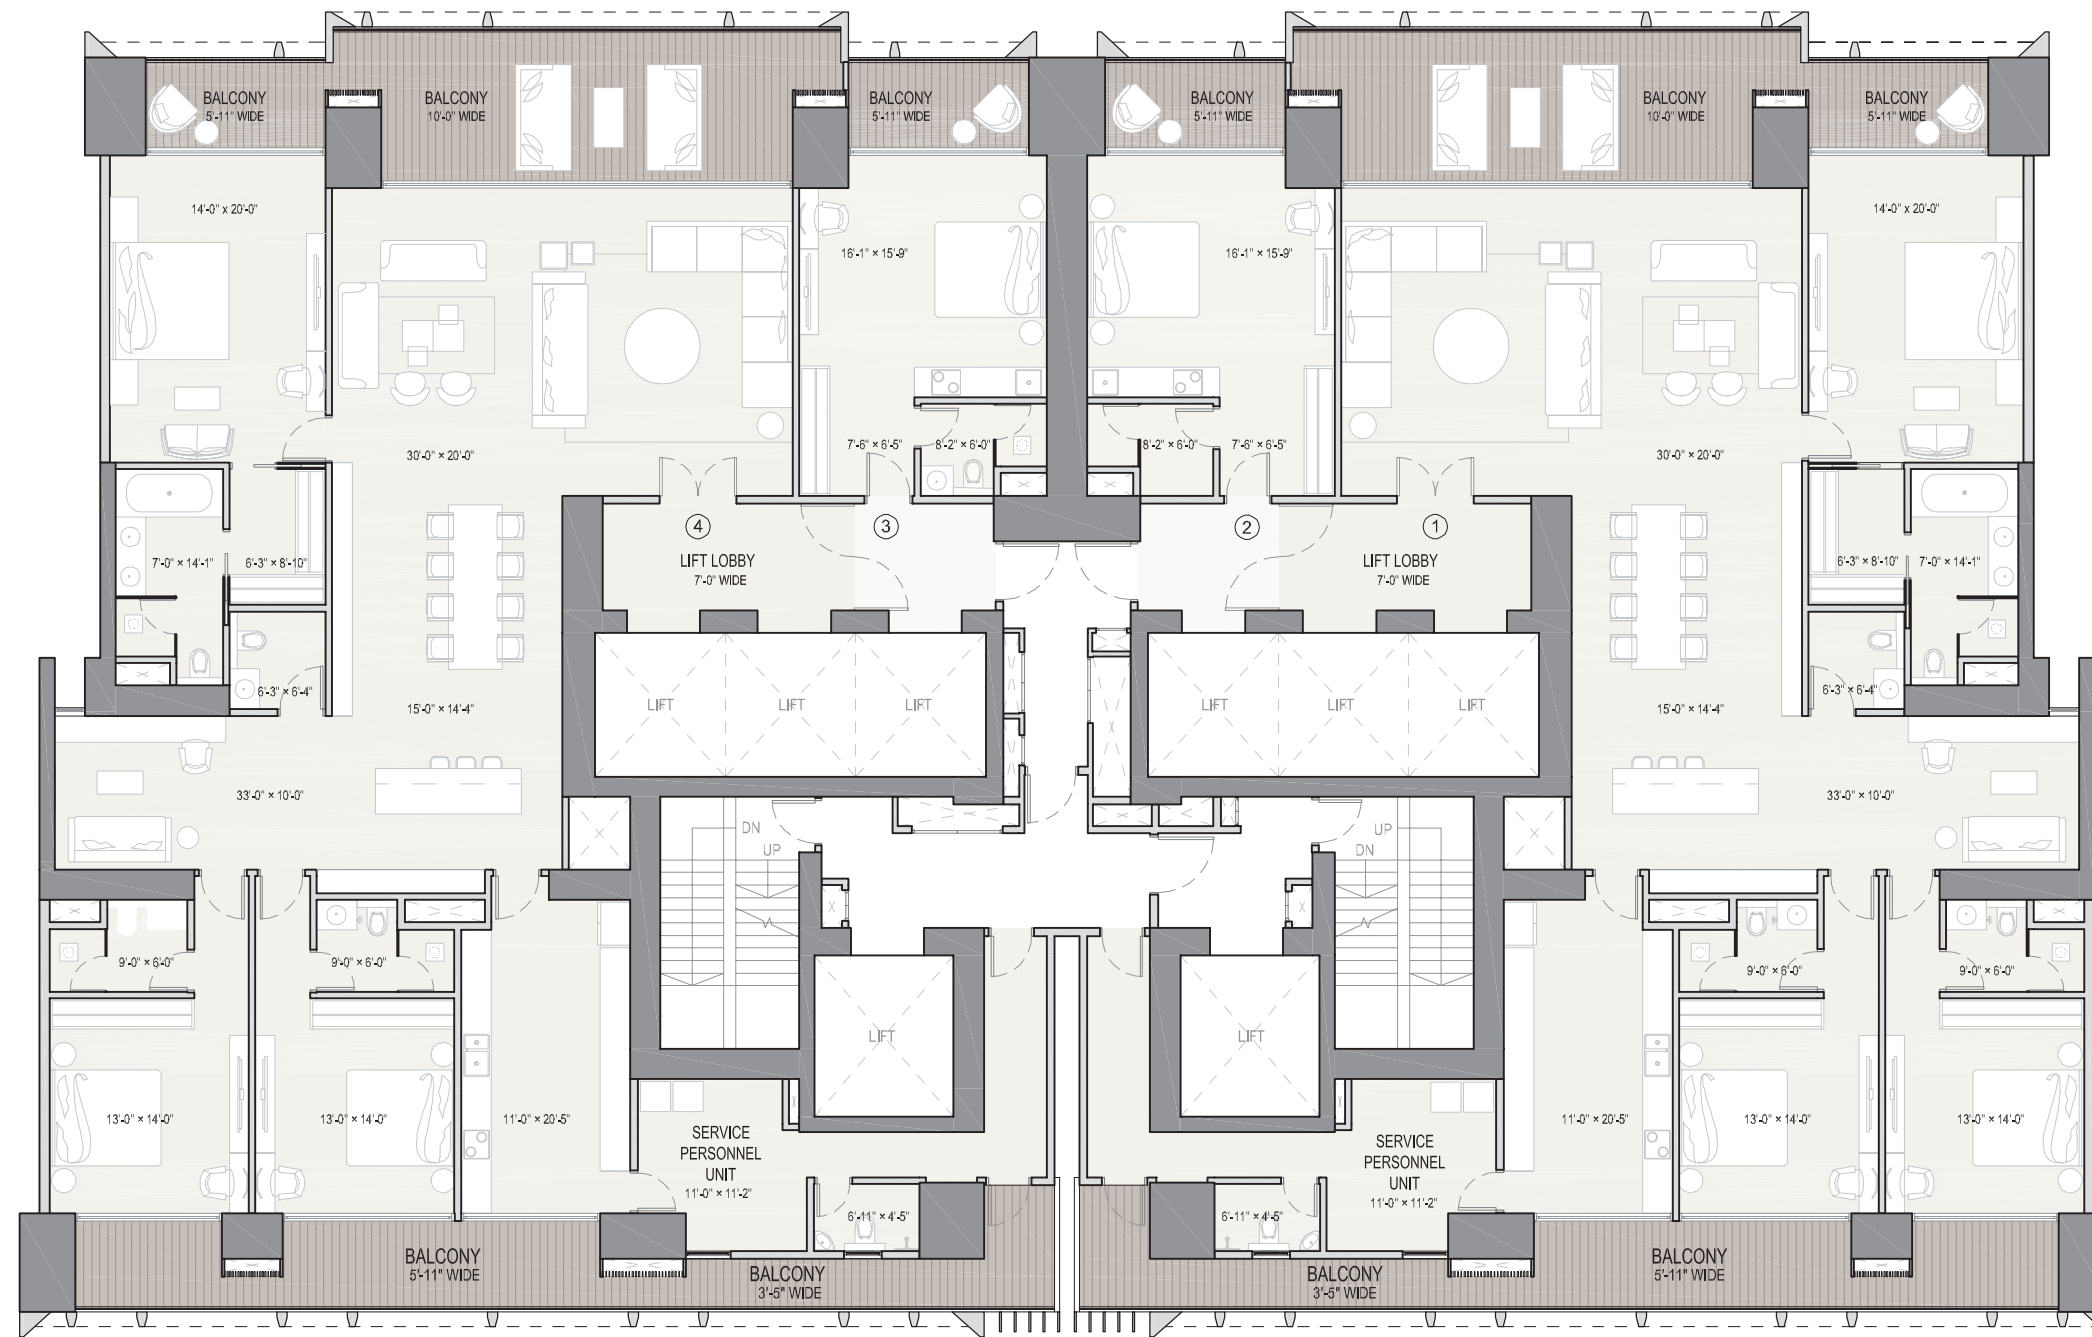 BALCONY
5'-11" WIDE
BALCONY
10'-0" WIDE
BALCONY
5'-11" WIDE
BALCONY
5'-11" WIDE
BALCONY
10'-0" WIDE
BALCONY
5'-11" WIDE
14'-0" x 20'-0"
14'-0" x 20'-0"
16'-1" × 15'-9"
16'-1" × 15'-9"
30'-0" × 20'-0"
7'-6" × 6'-5"
8'-2" × 6'-0"
8'-2" × 6'-0"
7'-6" × 6'-5"
30'-0" × 20'-0"
4
3
2
1
LIFT LOBBY
7'-0" WIDE
LIFT LOBBY
7'-0" WIDE
7'-0" × 14'-1"
6'-3" × 8'-10"
6'-3" × 8'-10"
7'-0" × 14'-1"
6'-3" × 6'-4"
6'-3" × 6'-4"
15'-0" × 14'-4"
LIFT
LIFT
LIFT
LIFT
LIFT
LIFT
15'-0" × 14'-4"
33'-0" × 10'-0"
33'-0" × 10'-0"
DN
UP
UP
DN
9'-0" × 6'-0"
9'-0" × 6'-0"
9'-0" × 6'-0"
9'-0" × 6'-0"
LIFT
LIFT
13'-0" × 14'-0"
13'-0" × 14'-0"
11'-0" × 20'-5"
11'-0" × 20'-5"
13'-0" × 14'-0"
13'-0" × 14'-0"
SERVICE
PERSONNEL
UNIT
11'-0" × 11'-2"
SERVICE
PERSONNEL
UNIT
11'-0" × 11'-2"
6'-11" × 4'-5"
6'-11" × 4'-5"
BALCONY
5'-11" WIDE
BALCONY
3'-5" WIDE
BALCONY
3'-5" WIDE
BALCONY
5'-11" WIDE